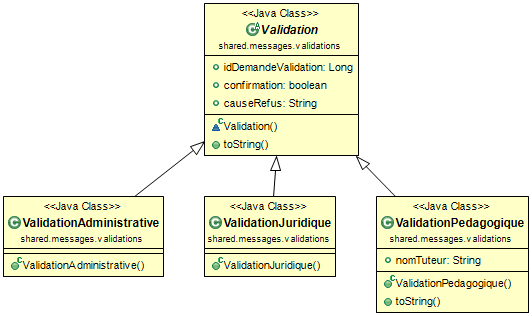 <<Java Class>>
Validation
shared.messages.validations
idDemandeValidation: Long
confirmation: boolean
causeRefus: String
Validation()
toString()
<<Java Class>>
ValidationAdministrative
shared.messages.validations
ValidationAdministrative()
<<Java Class>>
ValidationJuridique
shared.messages.validations
ValidationJuridique()
<<Java Class>>
ValidationPedagogique
shared.messages.validations
nomTuteur: String
ValidationPedagogique()
toString()